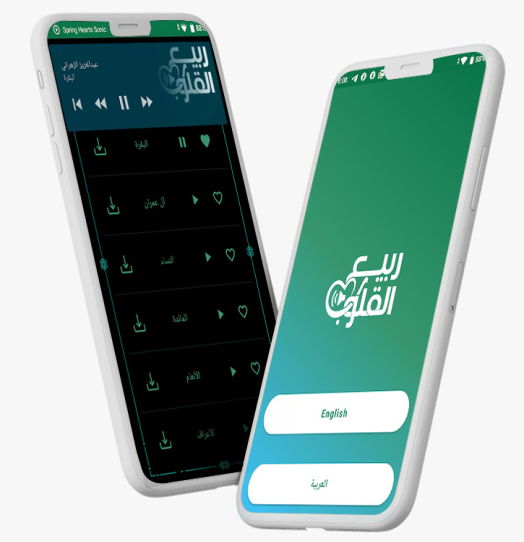 Spring Hearts Sonic
88%
عبدالعزيز الزهراني
البقرة
ربيع
القلوب
البقرة
آل عمران
النساء
المائدة
الأنعام
الأعراف
ربيع
القلوب
English
العربية